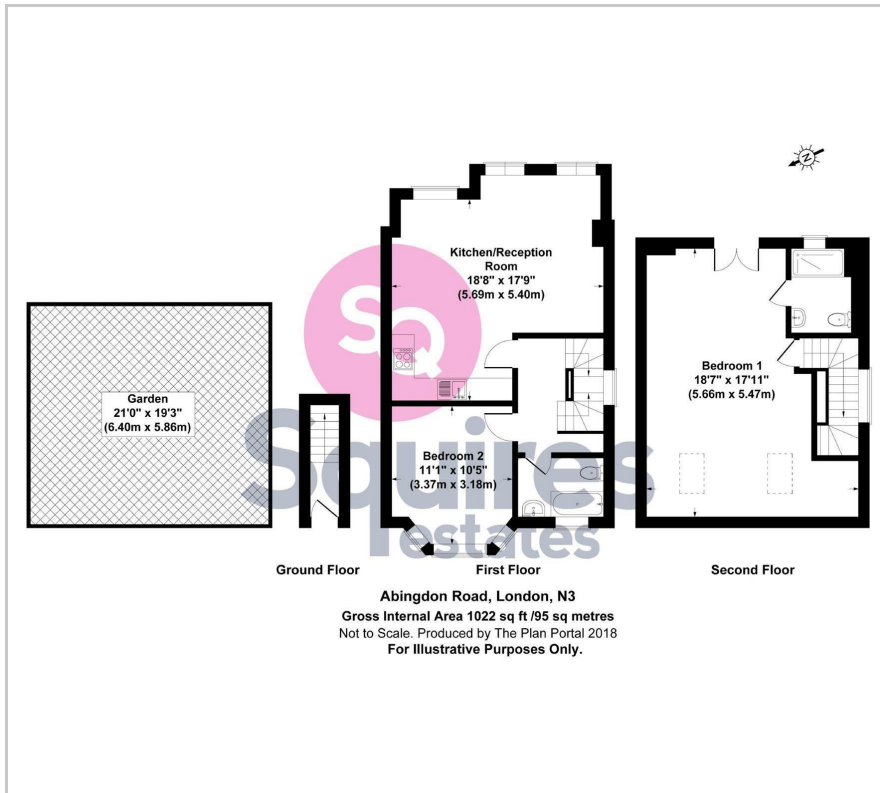 N
Kitchen/Reception
Room
18'8" x 17'9"
(5.69m x 5.40m)
SQ
Garden
21'0" x 19'3"
(6.40m x 5.86m)
Bedroom 1
18'7" x 17'11"
(5.66m x 5.47m)
Bedroom 2
11'1" x 10'5"
(3.37m x 3.18m)
Squires
estates
Ground Floor
First Floor
Second Floor
Abingdon Road, London, N3
Gross Internal Area 1022 sq ft /95 sq metres
Not to Scale. Produced by The Plan Portal 2018
For Illustrative Purposes Only.